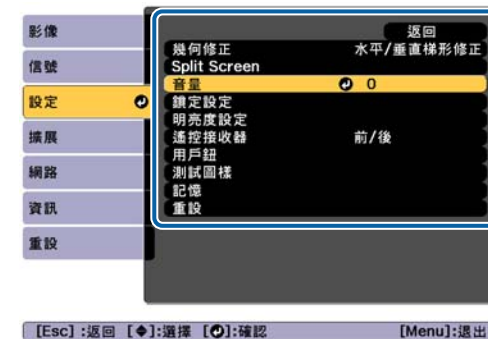 影像
信號
設定
擴展
網路
資訊
重設
返回
幾何修正 水平/垂直梯形修正
Split Screen
音量 0
鎖定設定
明亮度設定
遙控接收器 前/後
用戶鈕
測試圖樣
記憶
重設
[Esc] :返回 [◆]:選擇 [⏎]:確認 [Menu]:退出